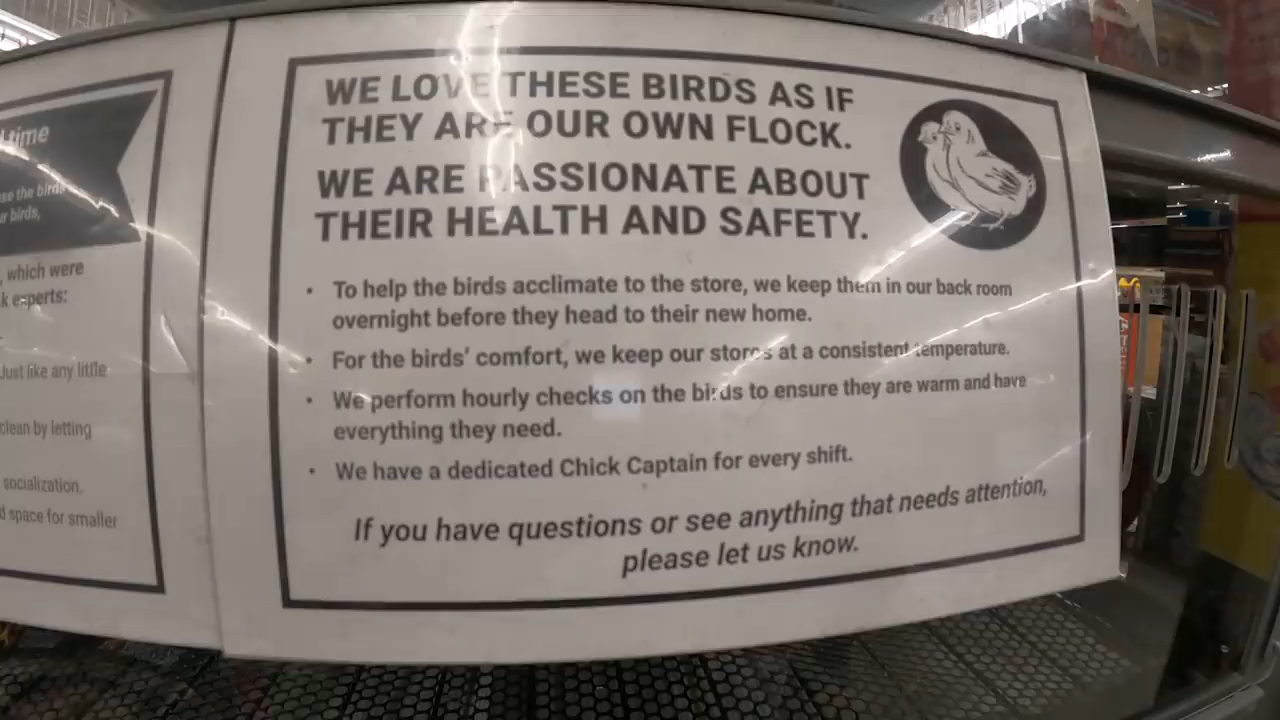 time
se the birds
r birds,
, which were
k experts:
Just like any little
clean by letting
socialization.
d space for smaller
WE LOVE THESE BIRDS AS IF
THEY ARE OUR OWN FLOCK.
WE ARE PASSIONATE ABOUT
THEIR HEALTH AND SAFETY.
• To help the birds acclimate to the store, we keep them in our back room
overnight before they head to their new home.
• For the birds' comfort, we keep our stores at a consistent temperature.
• We perform hourly checks on the birds to ensure they are warm and have
everything they need.
• We have a dedicated Chick Captain for every shift.
If you have questions or see anything that needs attention,
please let us know.